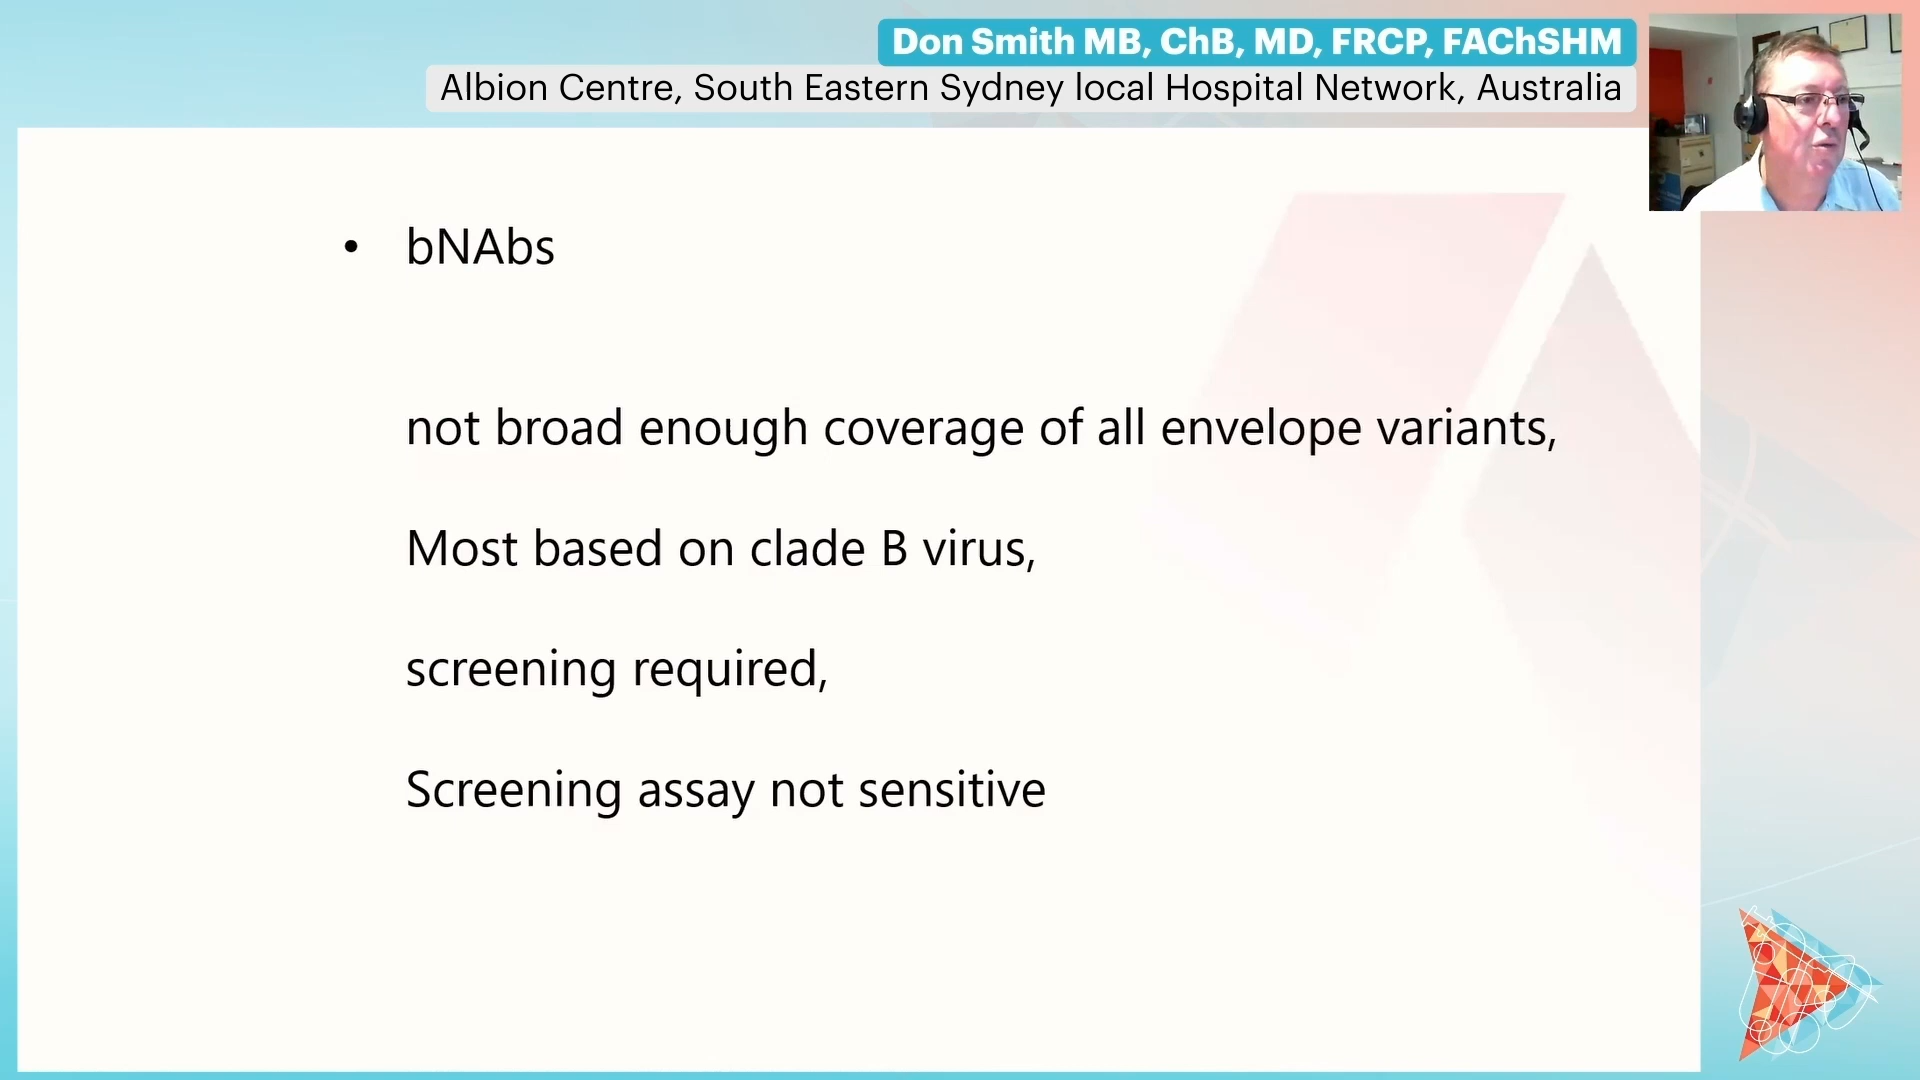 Don Smith MB, ChB, MD, FRCP, FAChSHM
Albion Centre, South Eastern Sydney local Hospital Network, Australia
• bNAbs
not broad enough coverage of all envelope variants,
Most based on clade B virus,
screening required,
Screening assay not sensitive